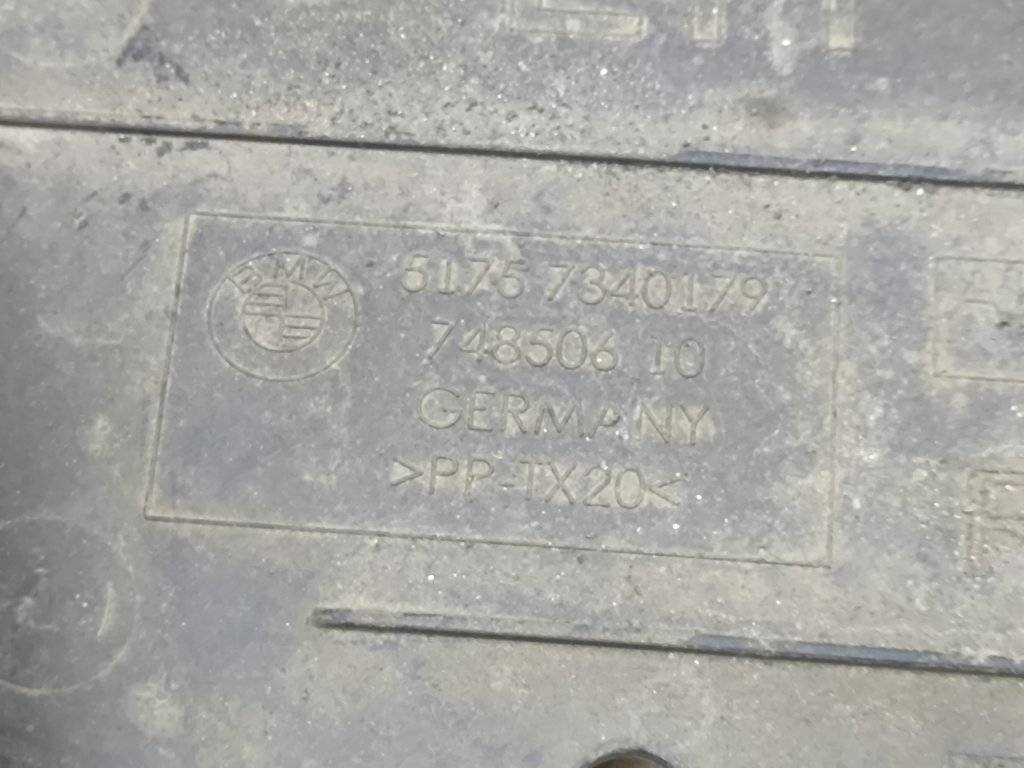 BMW
5175 7340179
748506 10
GERMANY
>PP-TX20<